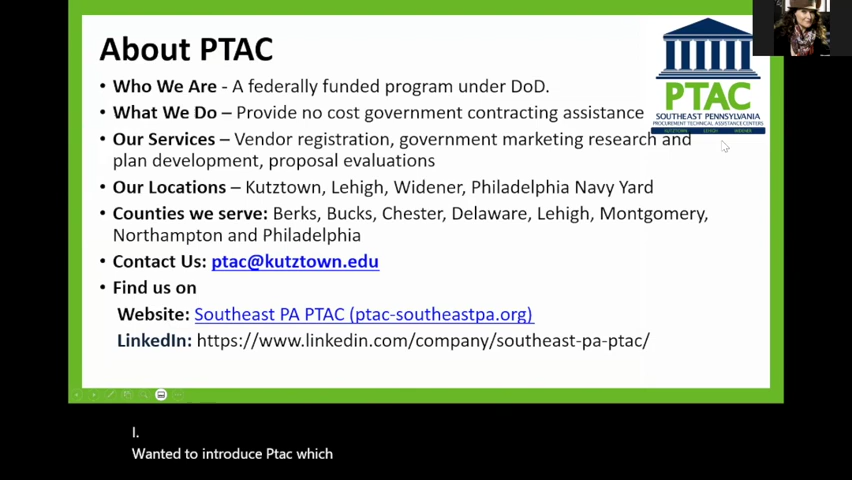 About PTAC
• Who We Are - A federally funded program under DoD.
• What We Do – Provide no cost government contracting assistance
• Our Services – Vendor registration, government marketing research and
plan development, proposal evaluations
• Our Locations – Kutztown, Lehigh, Widener, Philadelphia Navy Yard
• Counties we serve: Berks, Bucks, Chester, Delaware, Lehigh, Montgomery,
Northampton and Philadelphia
• Contact Us: ptac@kutztown.edu
• Find us on
Website: Southeast PA PTAC (ptac-southeastpa.org)
LinkedIn: https://www.linkedin.com/company/southeast-pa-ptac/
PTAC
SOUTHEAST PENNSYLVANIA
PROCUREMENT TECHNICAL ASSISTANCE CENTERS
KUTZTOWN LEHIGH WIDENER
I.
Wanted to introduce Ptac which